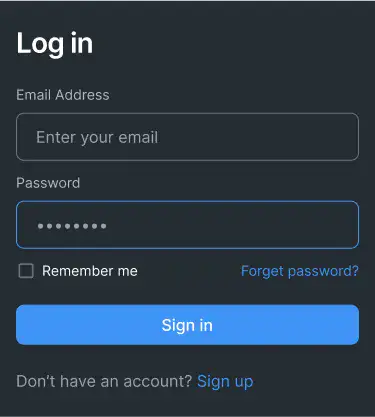 Log in
Email Address
Enter your email
Password
••••••••
Remember me Forget password?
Sign in
Don't have an account? Sign up